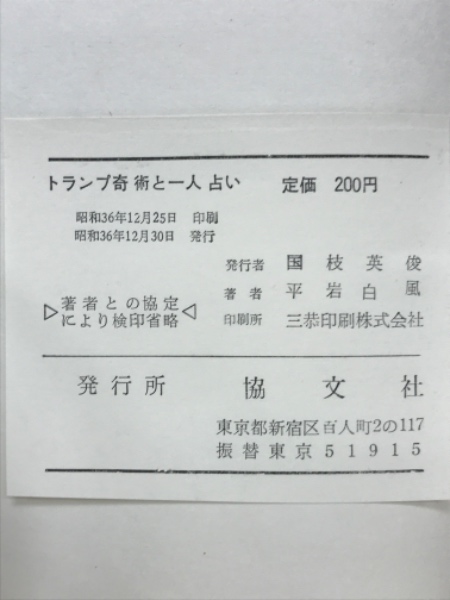 トランプ奇術と一人占い 定価 200円
昭和36年12月25日 印刷
昭和36年12月30日 発行
発行者 国枝英俊
著者 平岩白風
印刷所 三恭印刷株式会社
著者との協定
により検印省略
発行所 協文社
東京都新宿区百人町2の117
振替東京51915